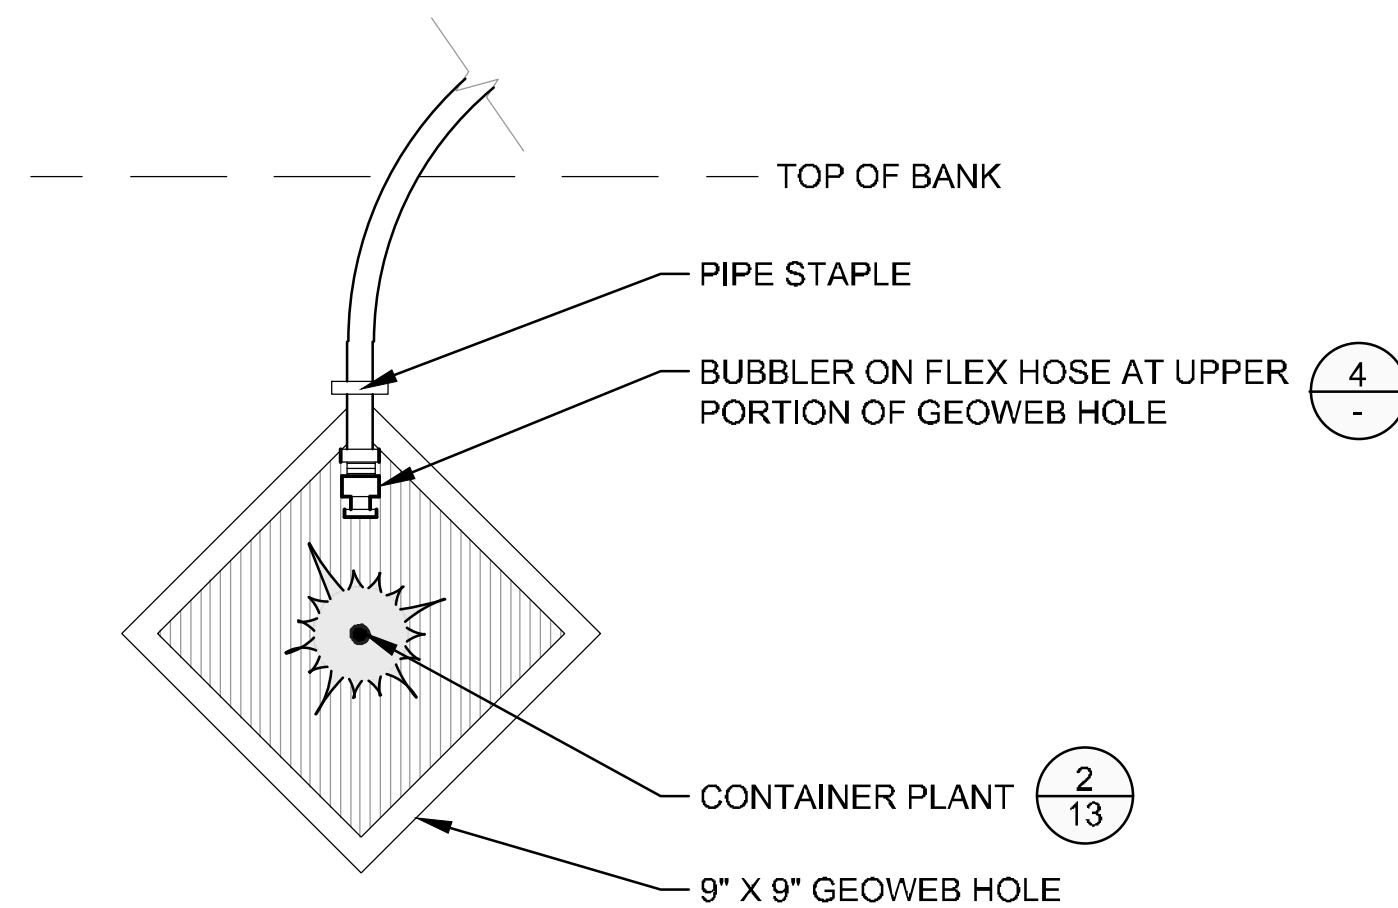 TOP OF BANK
PIPE STAPLE
BUBBLER ON FLEX HOSE AT UPPER
PORTION OF GEOWEB HOLE
4
-
CONTAINER PLANT
2
13
9" X 9" GEOWEB HOLE